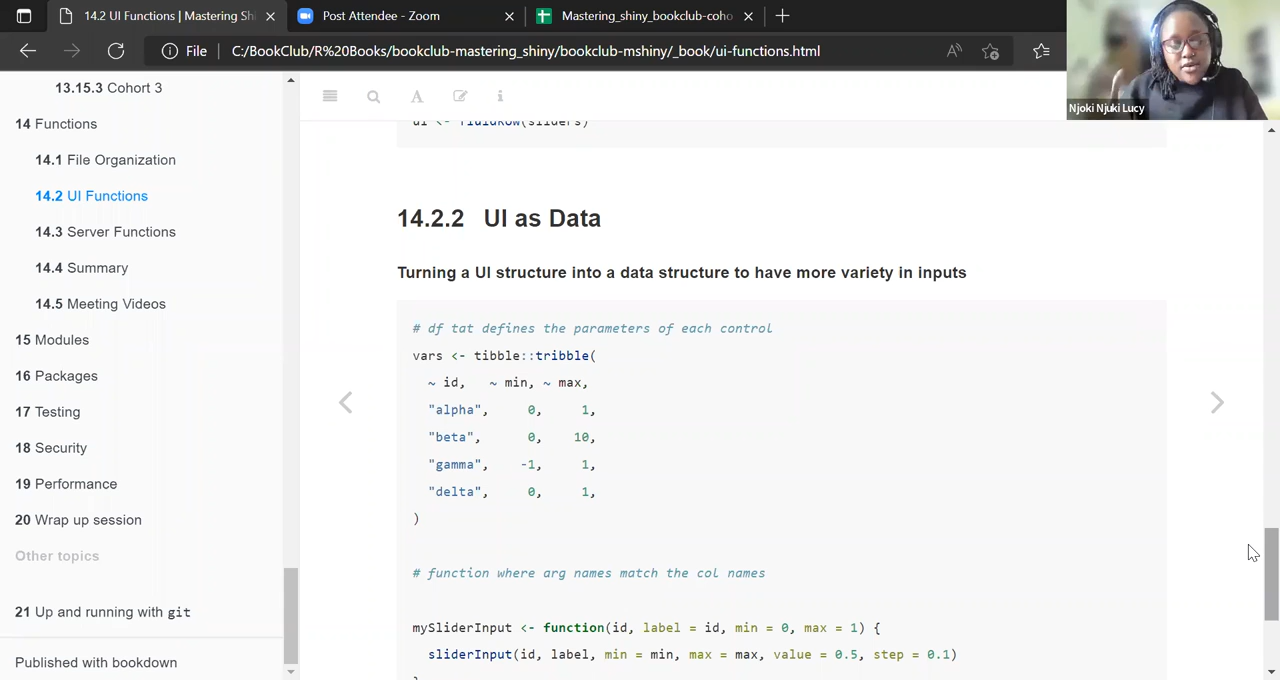 14.2 UI Functions | Mastering Shi
Post Attendee - Zoom
Mastering_shiny_bookclub-coho
File
C:/BookClub/R%20Books/bookclub-mastering_shiny/bookclub-mshiny/_book/ui-functions.html
Njoki Njuki Lucy
13.15.3 Cohort 3
14 Functions
14.1 File Organization
14.2 UI Functions
14.3 Server Functions
14.4 Summary
14.5 Meeting Videos
15 Modules
16 Packages
17 Testing
18 Security
19 Performance
20 Wrap up session
Other topics
21 Up and running with git
Published with bookdown
ui <- fluidRow(sliders)
14.2.2 UI as Data
Turning a UI structure into a data structure to have more variety in inputs
# df tat defines the parameters of each control
vars <- tibble::tribble(
~ id, ~ min, ~ max,
"alpha", 0, 1,
"beta", 0, 10,
"gamma", -1, 1,
"delta", 0, 1,
)
# function where arg names match the col names
mySliderInput <- function(id, label = id, min = 0, max = 1) {
sliderInput(id, label, min = min, max = max, value = 0.5, step = 0.1)
}